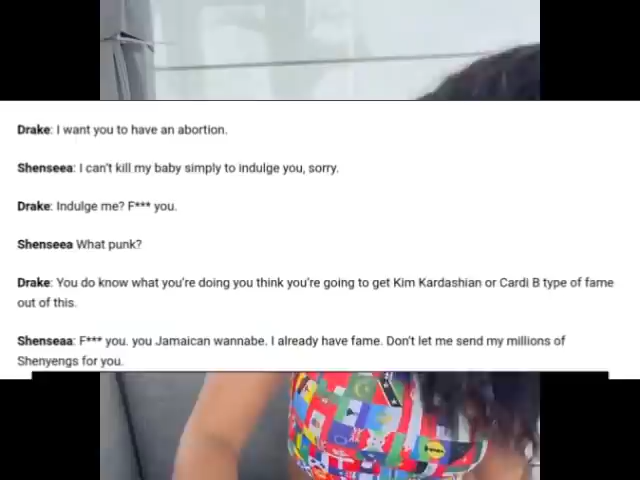 Drake: I want you to have an abortion.
Shenseea: I can't kill my baby simply to indulge you, sorry.
Drake: Indulge me? F*** you.
Shenseea What punk?
Drake: You do know what you're doing you think you're going to get Kim Kardashian or Cardi B type of fame
out of this.
Shenseaa: F*** you. you Jamaican wannabe. I already have fame. Don't let me send my millions of
Shenyengs for you.